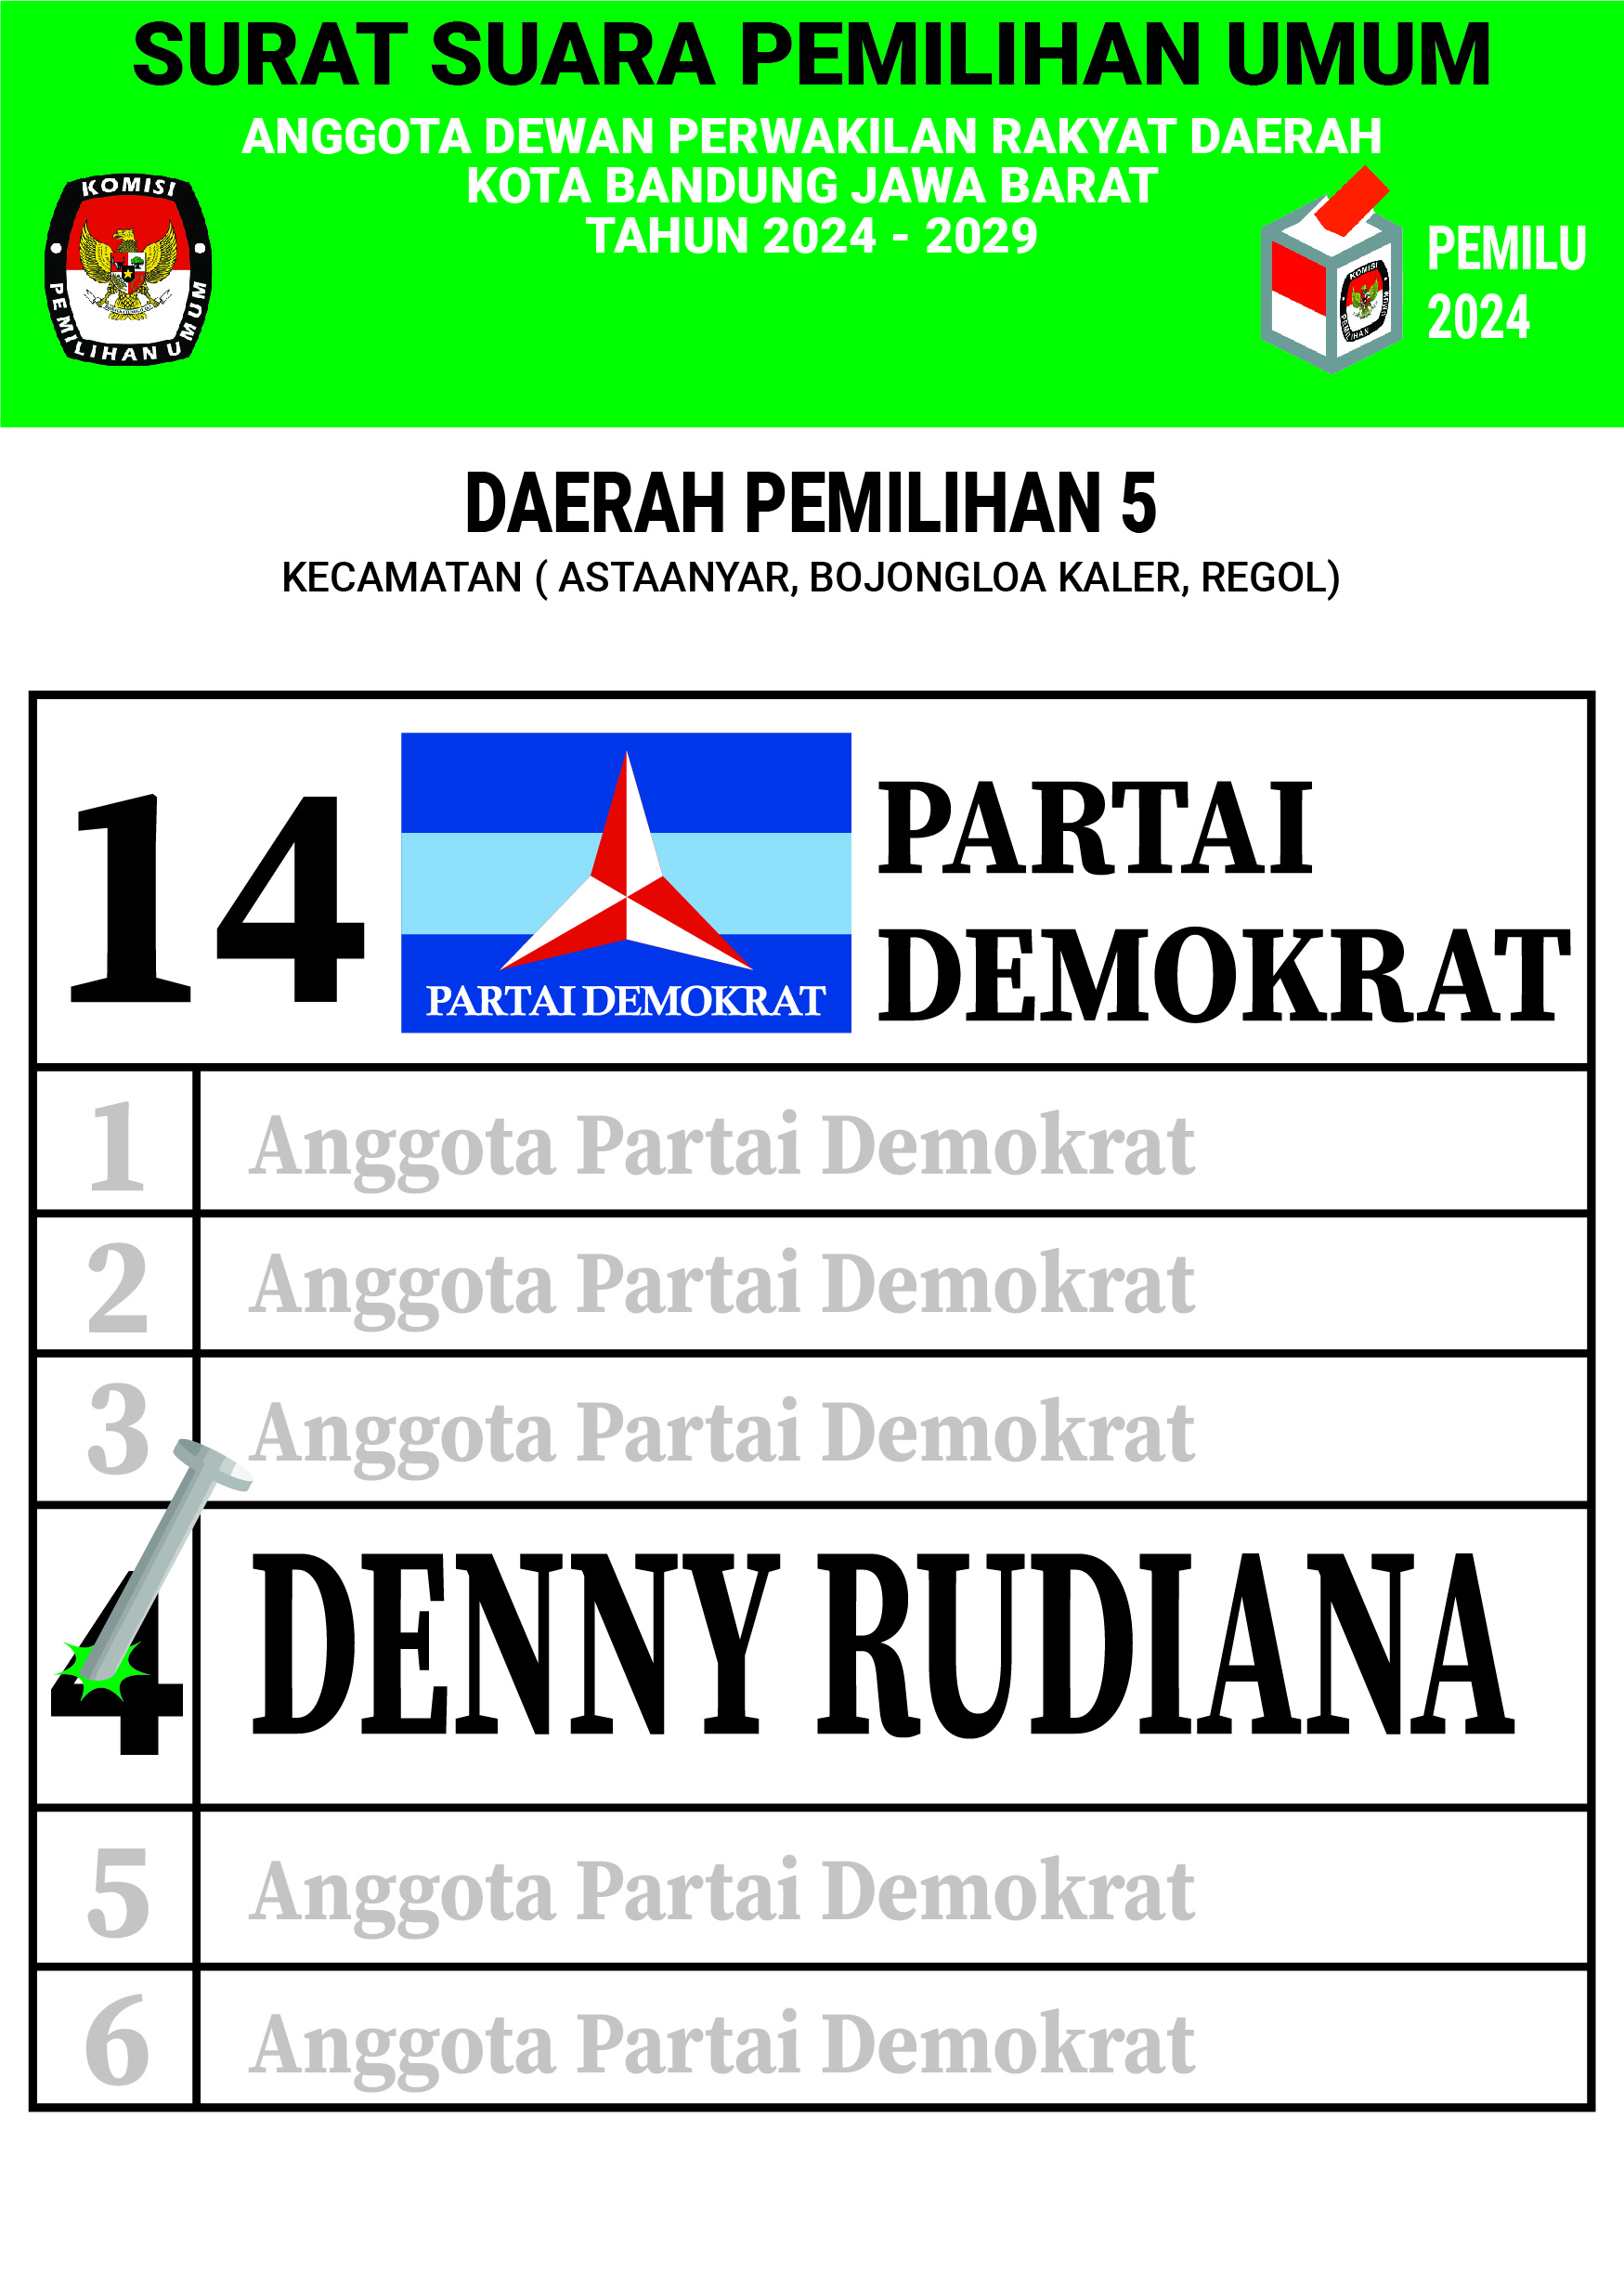 SURAT SUARA PEMILIHAN UMUM
ANGGOTA DEWAN PERWAKILAN RAKYAT DAERAH
KOTA BANDUNG JAWA BARAT
TAHUN 2024 - 2029
KOMISI
PEMILIHAN UMUM
KOMISI
PEMILIHAN UMUM
PEMILU
2024
DAERAH PEMILIHAN 5
KECAMATAN ( ASTAANYAR, BOJONGLOA KALER, REGOL)
14
PARTAI DEMOKRAT
PARTAI
DEMOKRAT
1 Anggota Partai Demokrat
2 Anggota Partai Demokrat
3 Anggota Partai Demokrat
4 DENNY RUDIANA
5 Anggota Partai Demokrat
6 Anggota Partai Demokrat